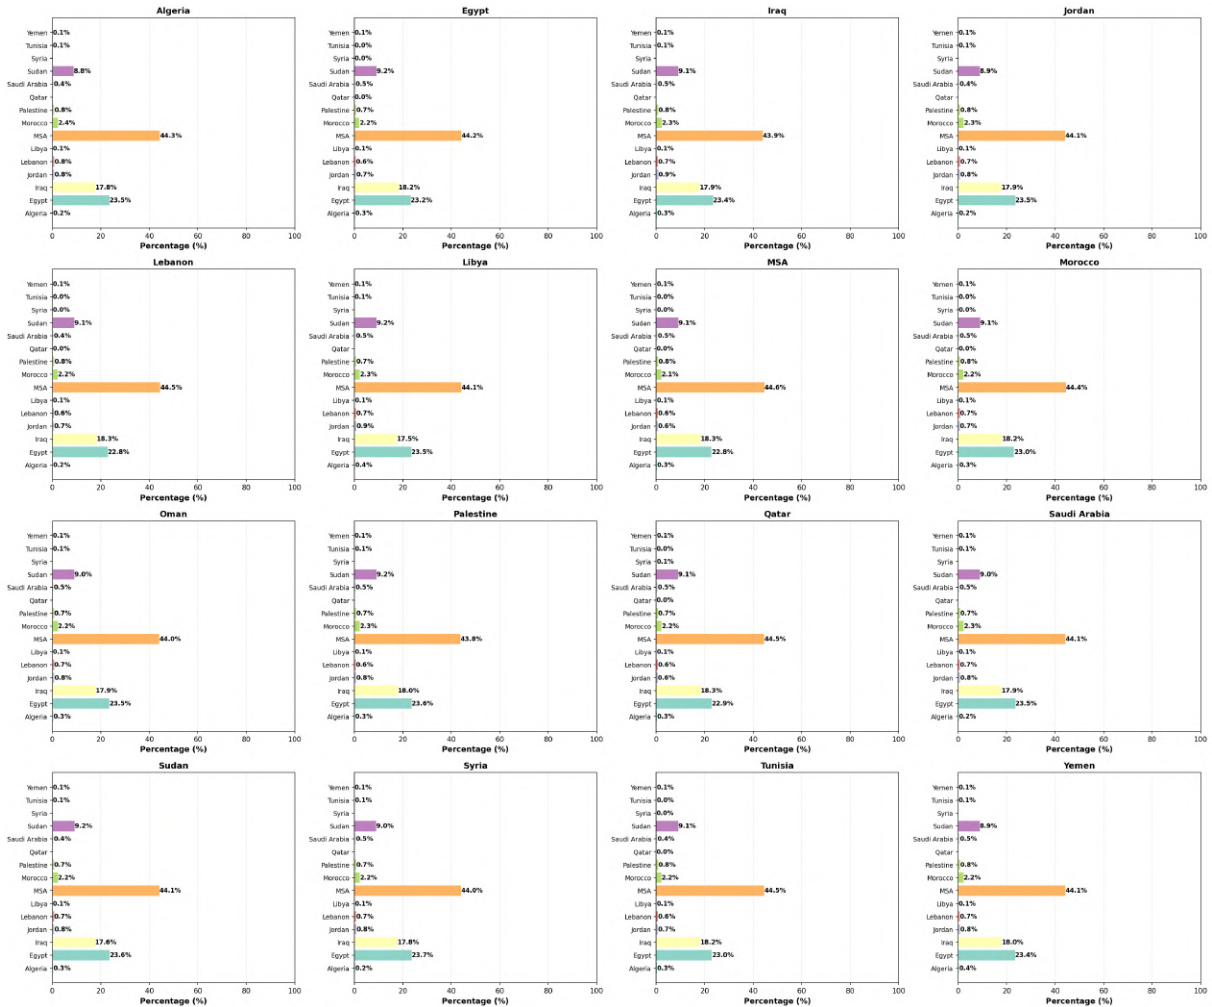 Algeria
Yemen 0.1%
Tunisia 0.1%
Syria
Sudan 8.8%
Saudi Arabia 0.4%
Qatar
Palestine 0.8%
Morocco 2.4%
MSA 44.3%
Libya 0.1%
Lebanon 0.8%
Jordan 0.8%
Iraq 17.8%
Egypt 23.5%
Algeria 0.2%
0 20 40 60 80 100
Percentage (%)
Egypt
Yemen 0.1%
Tunisia 0.0%
Syria 0.0%
Sudan 9.2%
Saudi Arabia 0.5%
Qatar 0.0%
Palestine 0.7%
Morocco 2.2%
MSA 44.2%
Libya 0.1%
Lebanon 0.6%
Jordan 0.7%
Iraq 18.2%
Egypt 23.2%
Algeria 0.3%
0 20 40 60 80 100
Percentage (%)
Iraq
Yemen 0.1%
Tunisia 0.1%
Syria
Sudan 9.1%
Saudi Arabia 0.5%
Qatar
Palestine 0.8%
Morocco 2.3%
MSA 43.9%
Libya 0.1%
Lebanon 0.7%
Jordan 0.9%
Iraq 17.9%
Egypt 23.4%
Algeria 0.3%
0 20 40 60 80 100
Percentage (%)
Jordan
Yemen 0.1%
Tunisia 0.1%
Syria
Sudan 8.9%
Saudi Arabia 0.4%
Qatar
Palestine 0.8%
Morocco 2.3%
MSA 44.1%
Libya 0.1%
Lebanon 0.7%
Jordan 0.8%
Iraq 17.9%
Egypt 23.5%
Algeria 0.2%
0 20 40 60 80 100
Percentage (%)
Lebanon
Yemen 0.1%
Tunisia 0.0%
Syria 0.0%
Sudan 9.1%
Saudi Arabia 0.4%
Qatar 0.0%
Palestine 0.8%
Morocco 2.2%
MSA 44.5%
Libya 0.1%
Lebanon 0.6%
Jordan 0.7%
Iraq 18.3%
Egypt 22.8%
Algeria 0.2%
0 20 40 60 80 100
Percentage (%)
Libya
Yemen 0.1%
Tunisia 0.1%
Syria
Sudan 9.2%
Saudi Arabia 0.5%
Qatar
Palestine 0.7%
Morocco 2.3%
MSA 44.1%
Libya 0.1%
Lebanon 0.7%
Jordan 0.9%
Iraq 17.5%
Egypt 23.5%
Algeria 0.4%
0 20 40 60 80 100
Percentage (%)
MSA
Yemen 0.1%
Tunisia 0.0%
Syria 0.0%
Sudan 9.1%
Saudi Arabia 0.5%
Qatar 0.0%
Palestine 0.8%
Morocco 2.1%
MSA 44.6%
Libya 0.1%
Lebanon 0.6%
Jordan 0.6%
Iraq 18.3%
Egypt 22.8%
Algeria 0.3%
0 20 40 60 80 100
Percentage (%)
Morocco
Yemen 0.1%
Tunisia 0.0%
Syria 0.0%
Sudan 9.1%
Saudi Arabia 0.5%
Qatar 0.0%
Palestine 0.8%
Morocco 2.2%
MSA 44.4%
Libya 0.1%
Lebanon 0.7%
Jordan 0.7%
Iraq 18.2%
Egypt 23.0%
Algeria 0.3%
0 20 40 60 80 100
Percentage (%)
Oman
Yemen 0.1%
Tunisia 0.1%
Syria
Sudan 9.0%
Saudi Arabia 0.5%
Qatar
Palestine 0.7%
Morocco 2.2%
MSA 44.0%
Libya 0.1%
Lebanon 0.7%
Jordan 0.8%
Iraq 17.9%
Egypt 23.5%
Algeria 0.3%
0 20 40 60 80 100
Percentage (%)
Palestine
Yemen 0.1%
Tunisia 0.1%
Syria
Sudan 9.2%
Saudi Arabia 0.5%
Qatar
Palestine 0.7%
Morocco 2.3%
MSA 43.8%
Libya 0.1%
Lebanon 0.6%
Jordan 0.8%
Iraq 18.0%
Egypt 23.6%
Algeria 0.3%
0 20 40 60 80 100
Percentage (%)
Qatar
Yemen 0.1%
Tunisia 0.0%
Syria 0.1%
Sudan 9.1%
Saudi Arabia 0.5%
Qatar 0.0%
Palestine 0.7%
Morocco 2.2%
MSA 44.5%
Libya 0.1%
Lebanon 0.6%
Jordan 0.6%
Iraq 18.3%
Egypt 22.9%
Algeria 0.3%
0 20 40 60 80 100
Percentage (%)
Saudi Arabia
Yemen 0.1%
Tunisia 0.1%
Syria
Sudan 9.0%
Saudi Arabia 0.5%
Qatar
Palestine 0.7%
Morocco 2.3%
MSA 44.1%
Libya 0.1%
Lebanon 0.7%
Jordan 0.8%
Iraq 17.9%
Egypt 23.5%
Algeria 0.2%
0 20 40 60 80 100
Percentage (%)
Sudan
Yemen 0.1%
Tunisia 0.1%
Syria
Sudan 9.2%
Saudi Arabia 0.4%
Qatar
Palestine 0.7%
Morocco 2.2%
MSA 44.1%
Libya 0.1%
Lebanon 0.7%
Jordan 0.8%
Iraq 17.6%
Egypt 23.6%
Algeria 0.3%
0 20 40 60 80 100
Percentage (%)
Syria
Yemen 0.1%
Tunisia 0.1%
Syria
Sudan 9.0%
Saudi Arabia 0.5%
Qatar
Palestine 0.7%
Morocco 2.2%
MSA 44.0%
Libya 0.1%
Lebanon 0.7%
Jordan 0.8%
Iraq 17.8%
Egypt 23.7%
Algeria 0.2%
0 20 40 60 80 100
Percentage (%)
Tunisia
Yemen 0.1%
Tunisia 0.0%
Syria 0.0%
Sudan 9.1%
Saudi Arabia 0.4%
Qatar 0.0%
Palestine 0.8%
Morocco 2.2%
MSA 44.5%
Libya 0.1%
Lebanon 0.6%
Jordan 0.7%
Iraq 18.2%
Egypt 23.0%
Algeria 0.3%
0 20 40 60 80 100
Percentage (%)
Yemen
Yemen 0.1%
Tunisia 0.1%
Syria
Sudan 8.9%
Saudi Arabia 0.5%
Qatar
Palestine 0.8%
Morocco 2.2%
MSA 44.1%
Libya 0.1%
Lebanon 0.7%
Jordan 0.8%
Iraq 18.0%
Egypt 23.4%
Algeria 0.4%
0 20 40 60 80 100
Percentage (%)